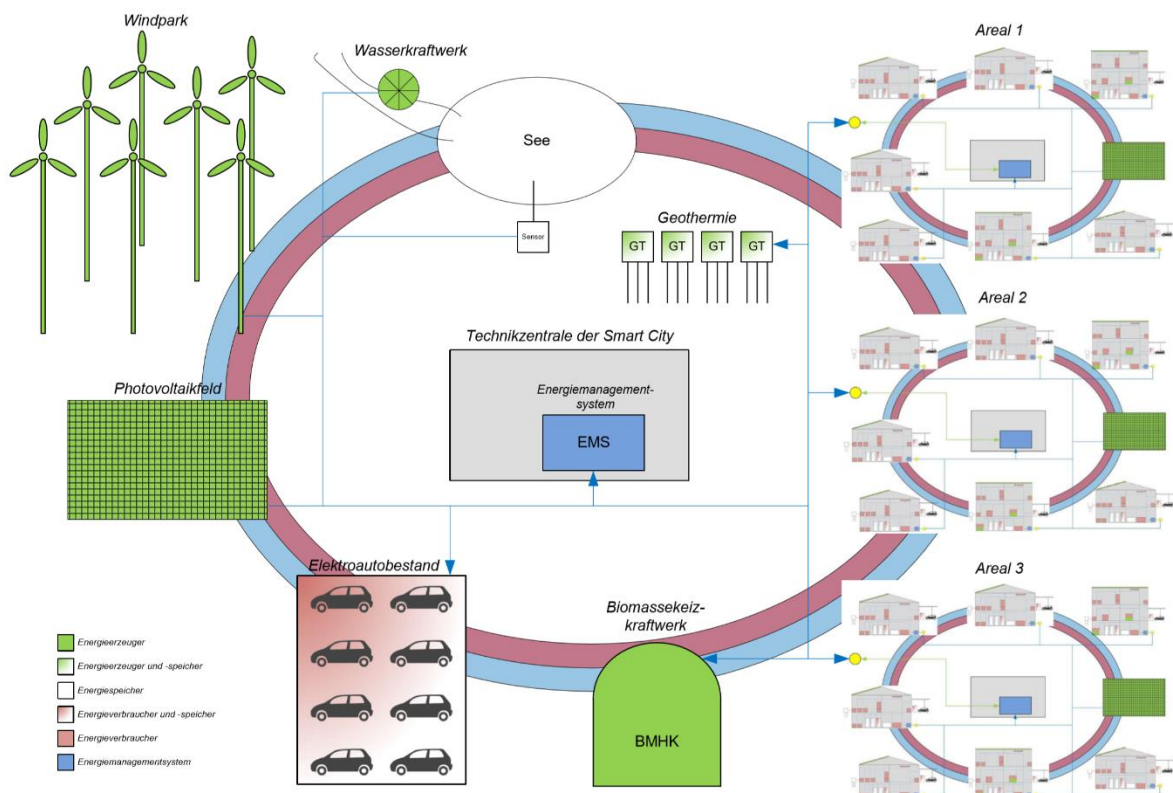 Windpark
Wasserkraftwerk
See
Sensor
Geothermie
GT
GT
GT
GT
Areal 1
Areal 2
Areal 3
Technikzentrale der Smart City
Energiemanagement-
system
EMS
Photovoltaikfeld
Elektroautobestand
Biomassekeiz-
kraftwerk
BMHK
Energieerzeuger
Energieerzeuger und -speicher
Energiespeicher
Energieverbraucher und -speicher
Energieverbraucher
Energiemanagementsystem